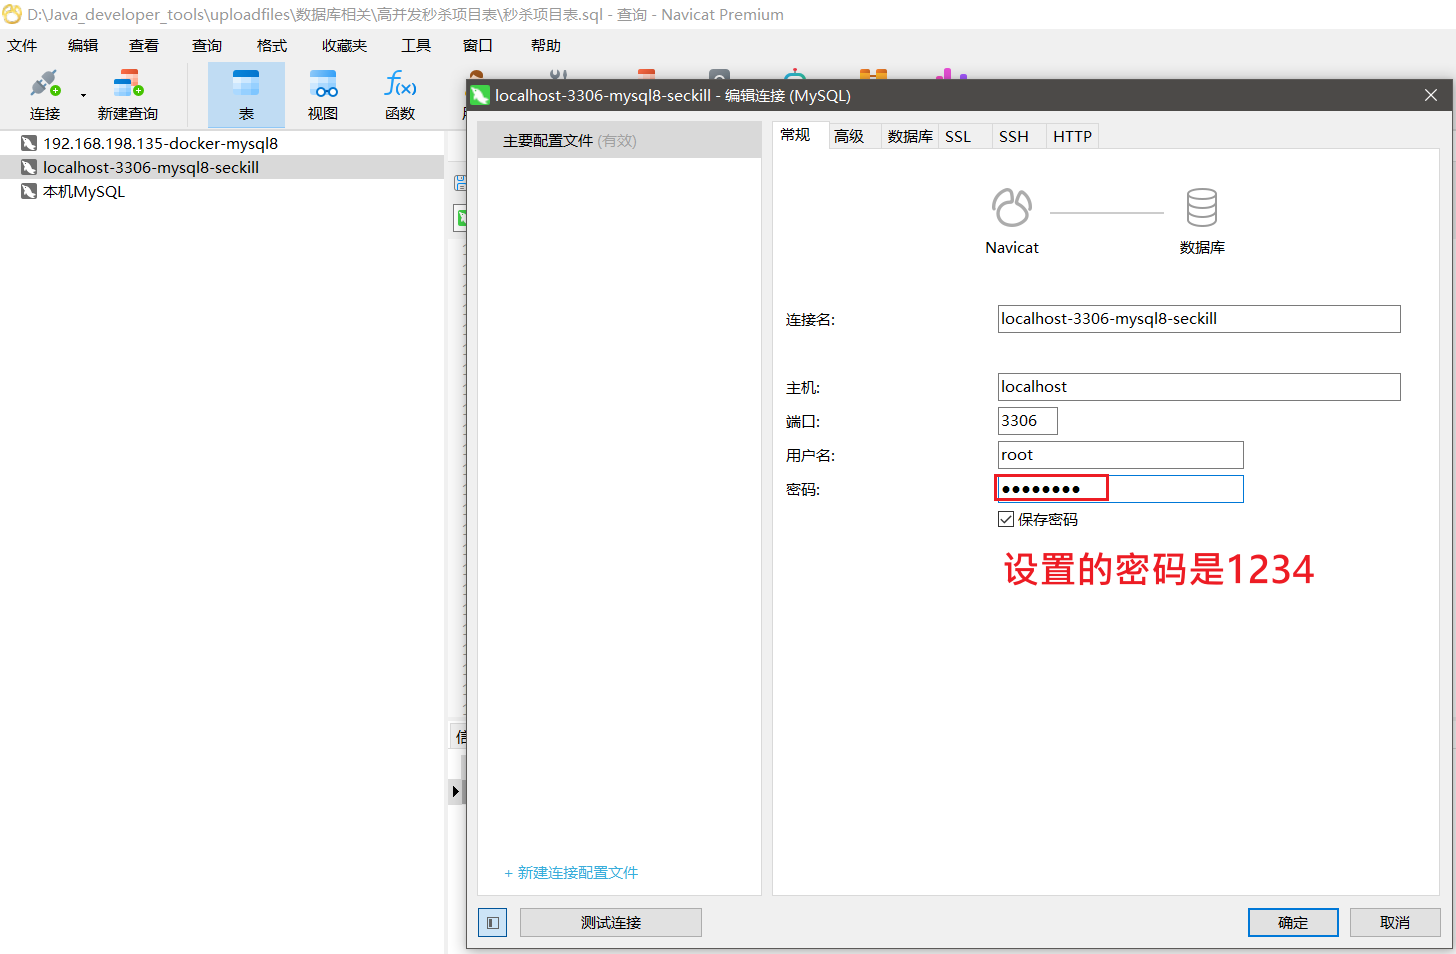 D:\Java_developer_tools\uploadfiles\数据库相关\高并发秒杀项目表\秒杀项目表.sql - 查询 - Navicat Premium
文件 编辑 查看 查询 格式 收藏夹 工具 窗口 帮助
连接 新建查询 表 视图 函数
192.168.198.135-docker-mysql8
localhost-3306-mysql8-seckill
本机MySQL
localhost-3306-mysql8-seckill - 编辑连接 (MySQL)
主要配置文件 (有效)
常规 高级 数据库 SSL SSH HTTP
Navicat 数据库
连接名: localhost-3306-mysql8-seckill
主机: localhost
端口: 3306
用户名: root
密码: ●●●●●●●●
保存密码
设置的密码是1234
信
+ 新建连接配置文件
测试连接 确定 取消